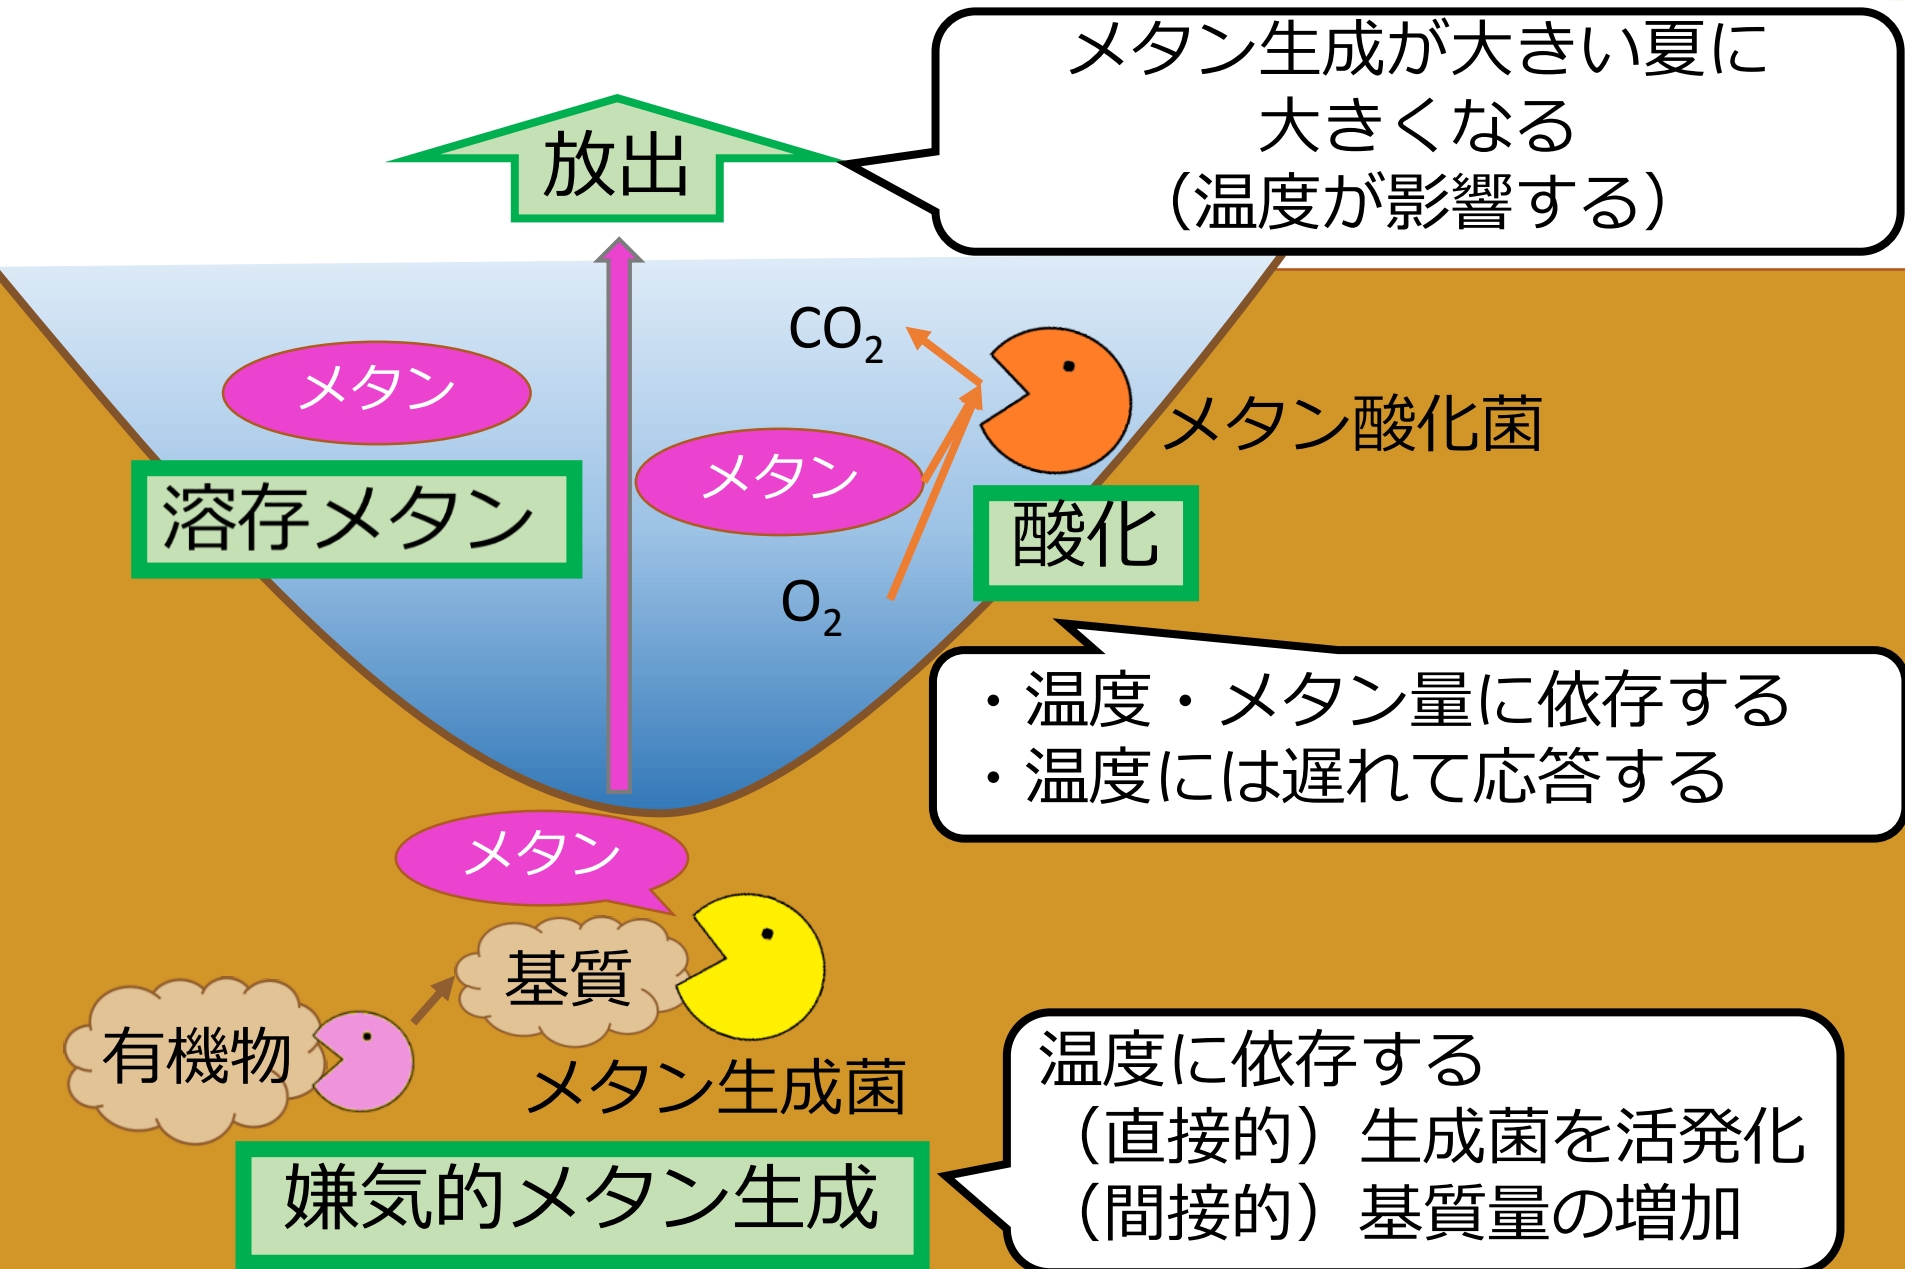 メタン生成が大きい夏に
大きくなる
（温度が影響する）
放出
CO2
メタン
メタン酸化菌
メタン
溶存メタン
酸化
O2
・温度・メタン量に依存する
・温度には遅れて応答する
メタン
基質
有機物
メタン生成菌
温度に依存する
（直接的）生成菌を活発化
（間接的）基質量の増加
嫌気的メタン生成